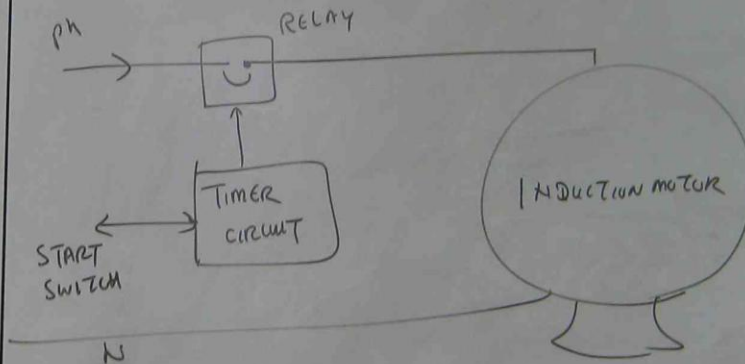 ph
RELAY
TIMER
CIRCUIT
START
SWITCH
INDUCTION MOTOR
N